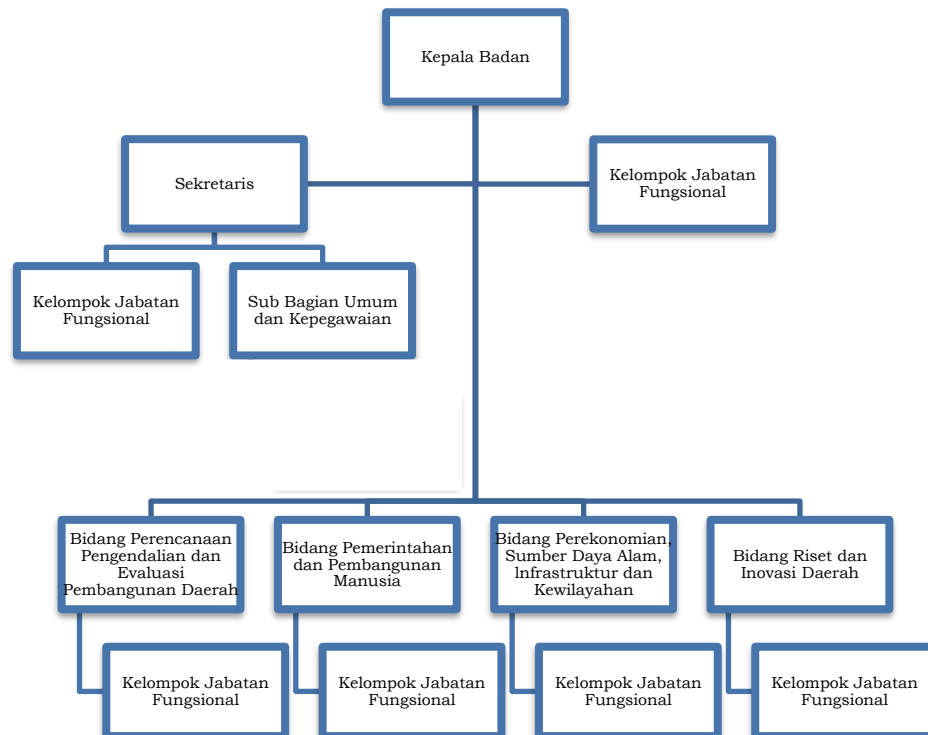 Kepala Badan
Sekretaris
Kelompok Jabatan
Fungsional
Kelompok Jabatan
Fungsional
Sub Bagian Umum
dan Kepegawaian
Bidang Perencanaan
Pengendalian dan
Evaluasi
Pembangunan Daerah
Bidang Pemerintahan
dan Pembangunan
Manusia
Bidang Perekonomian,
Sumber Daya Alam,
Infrastruktur dan
Kewilayahan
Bidang Riset dan
Inovasi Daerah
Kelompok Jabatan
Fungsional
Kelompok Jabatan
Fungsional
Kelompok Jabatan
Fungsional
Kelompok Jabatan
Fungsional